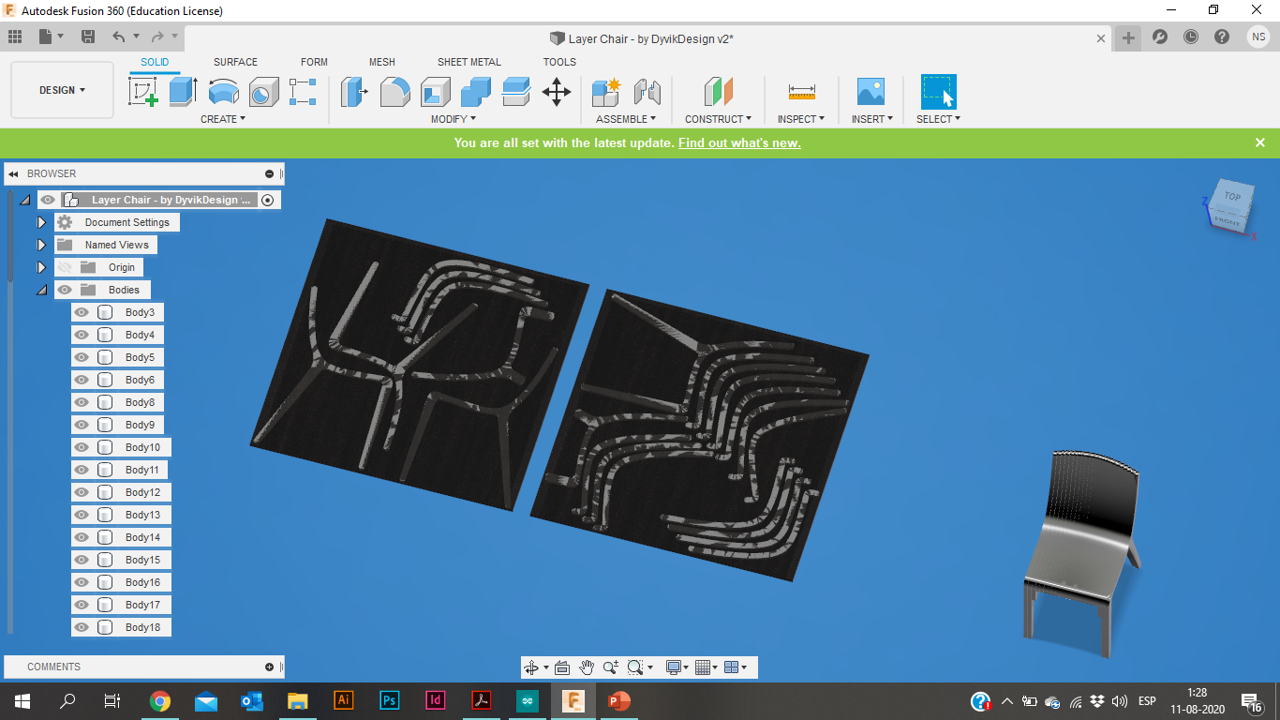 Autodesk Fusion 360 (Education License)
Layer Chair - by DyvikDesign v2*
NS
SOLID SURFACE FORM MESH SHEET METAL TOOLS
DESIGN
CREATE MODIFY ASSEMBLE CONSTRUCT INSPECT INSERT SELECT
You are all set with the latest update. Find out what's new.
BROWSER
Layer Chair - by DyvikDesign '...
Document Settings
Named Views
Origin
Bodies
Body3
Body4
Body5
Body6
Body8
Body9
Body10
Body11
Body12
Body13
Body14
Body15
Body16
Body17
Body18
TOP
FRONT
Z
X
COMMENTS
Ai Ps Id F
ESP
1:28
11-08-2020
16